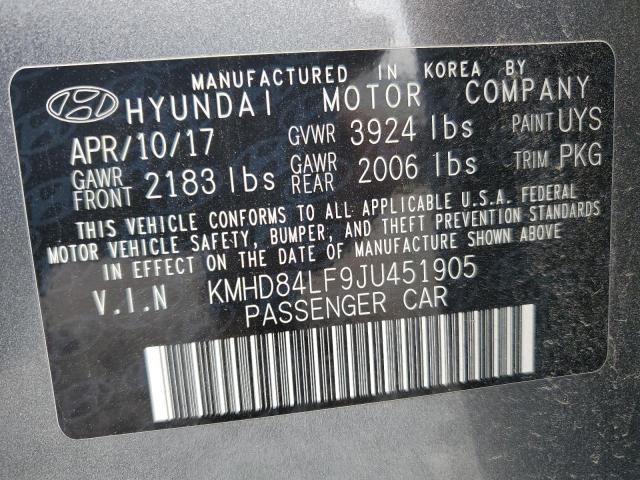 MANUFACTURED IN KOREA BY
HYUNDAI MOTOR COMPANY
APR/10/17 GVWR 3924 lbs PAINT UYS
GAWR FRONT 2183 lbs GAWR REAR 2006 lbs TRIM PKG
THIS VEHICLE CONFORMS TO ALL APPLICABLE U.S.A. FEDERAL
MOTOR VEHICLE SAFETY, BUMPER, AND THEFT PREVENTION STANDARDS
IN EFFECT ON THE DATE OF MANUFACTURE SHOWN ABOVE
V.I.N KMHD84LF9JU451905
PASSENGER CAR